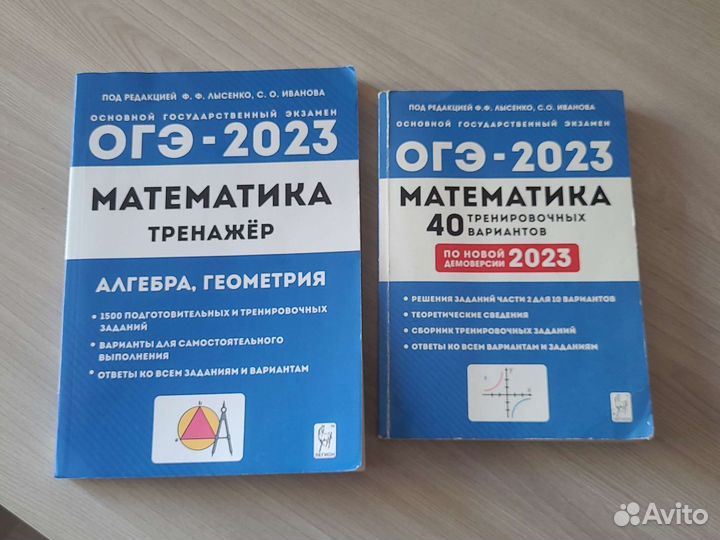 ПОД РЕДАКЦИЕЙ Ф. Ф. ЛЫСЕНКО, С. О. ИВАНОВА
ОСНОВНОЙ ГОСУДАРСТВЕННЫЙ ЭКЗАМЕН
ОГЭ - 2023
МАТЕМАТИКА
ТРЕНАЖЁР
АЛГЕБРА, ГЕОМЕТРИЯ
• 1500 ПОДГОТОВИТЕЛЬНЫХ И ТРЕНИРОВОЧНЫХ
ЗАДАНИЙ
• ВАРИАНТЫ ДЛЯ САМОСТОЯТЕЛЬНОГО
ВЫПОЛНЕНИЯ
• ОТВЕТЫ КО ВСЕМ ЗАДАНИЯМ И ВАРИАНТАМ
ЛЕГИОН
ПОД РЕДАКЦИЕЙ Ф.Ф. ЛЫСЕНКО, С.О. ИВАНОВА
ОСНОВНОЙ ГОСУДАРСТВЕННЫЙ ЭКЗАМЕН
ОГЭ - 2023
МАТЕМАТИКА
40 ТРЕНИРОВОЧНЫХ
ВАРИАНТОВ
ПО НОВОЙ
ДЕМОВЕРСИИ 2023
• РЕШЕНИЯ ЗАДАНИЙ ЧАСТИ 2 ДЛЯ 10 ВАРИАНТОВ
• ТЕОРЕТИЧЕСКИЕ СВЕДЕНИЯ
• СБОРНИК ТРЕНИРОВОЧНЫХ ЗАДАНИЙ
• ОТВЕТЫ КО ВСЕМ ВАРИАНТАМ И ЗАДАНИЯМ
ЛЕГИОН
Avito